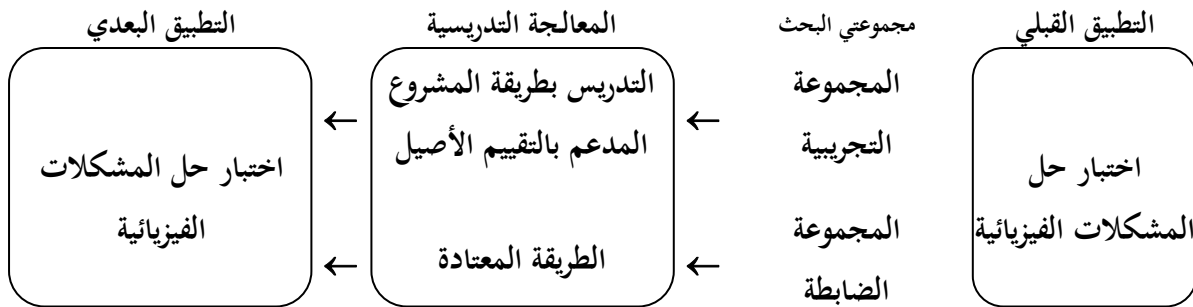 التطبيق القبلي
مجموعتي البحث
المعالجة التدريسية
التطبيق البعدي
اختبار حل
المشكلات الفيزيائية
المجموعة
التجريبية
المجموعة
الضابطة
←
←
التدريس بطريقة المشروع
المدعم بالتقييم الأصيل
الطريقة المعتادة
←
←
اختبار حل المشكلات
الفيزيائية